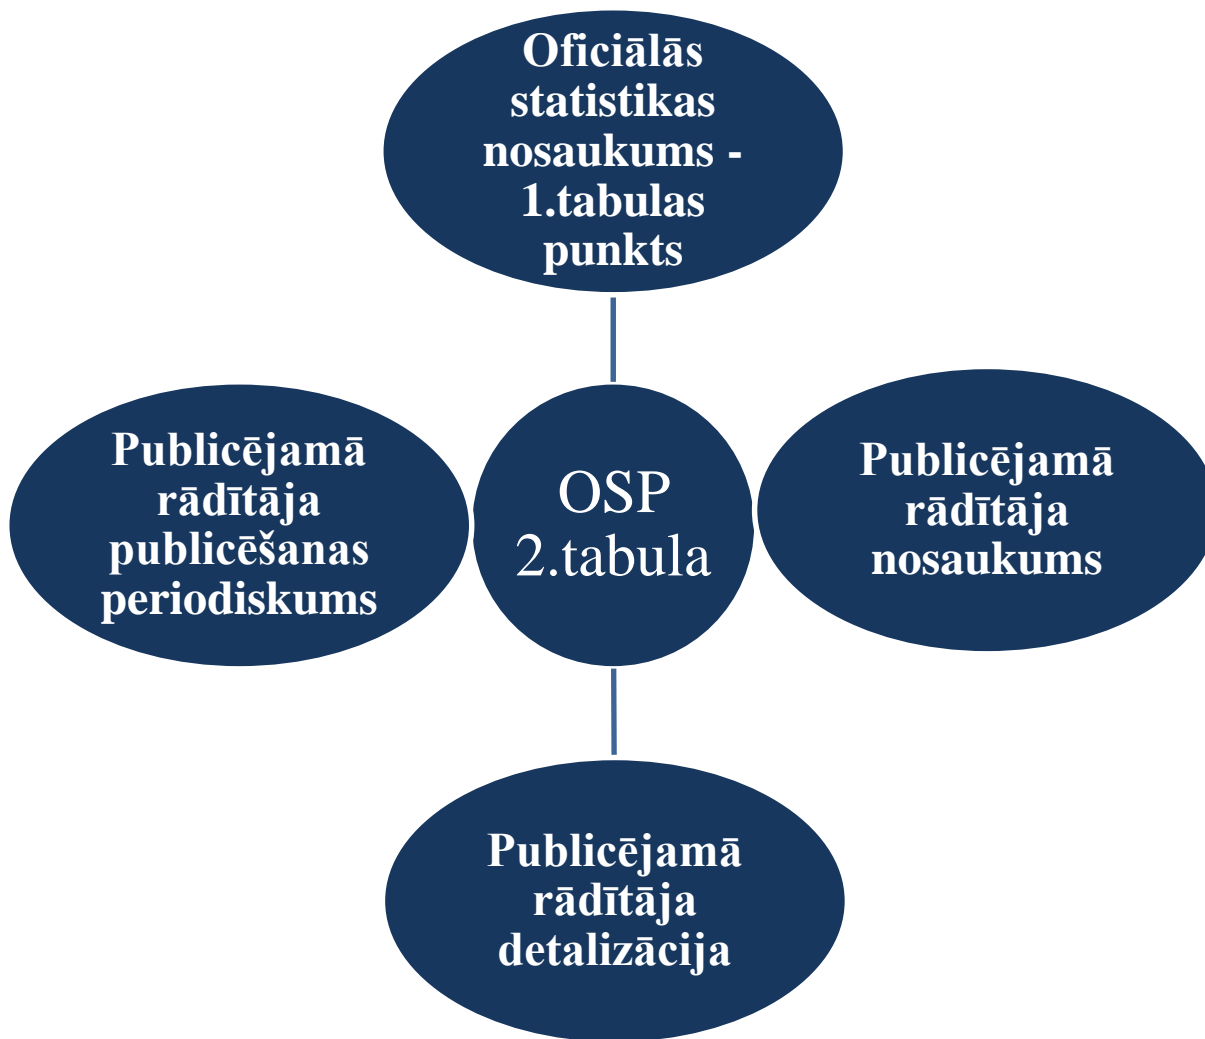 Oficiālās
statistikas
nosaukums -
1.tabulas
punkts
Publicējamā
rādītāja
publicēšanas
periodiskums
OSP
2.tabula
Publicējamā
rādītāja
nosaukums
Publicējamā
rādītāja
detalizācija